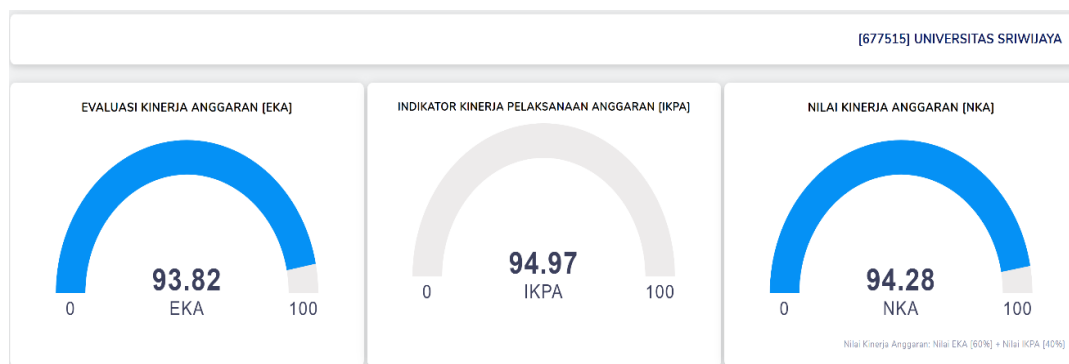 [677515] UNIVERSITAS SRIWIJAYA
EVALUASI KINERJA ANGGARAN [EKA]
93.82
0
EKA
100
INDIKATOR KINERJA PELAKSANAAN ANGGARAN [IKPA]
94.97
0
IKPA
100
NILAI KINERJA ANGGARAN [NKA]
94.28
0
NKA
100
Nilai Kinerja Anggaran: Nilai EKA [60%] + Nilai IKPA [40%]